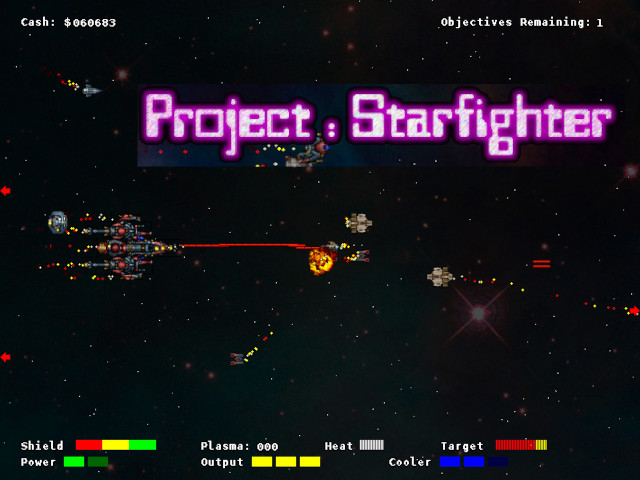 Cash: $060683 Objectives Remaining: 1
Project : Starfighter
Shield Plasma: 000 Heat Target
Power Output Cooler